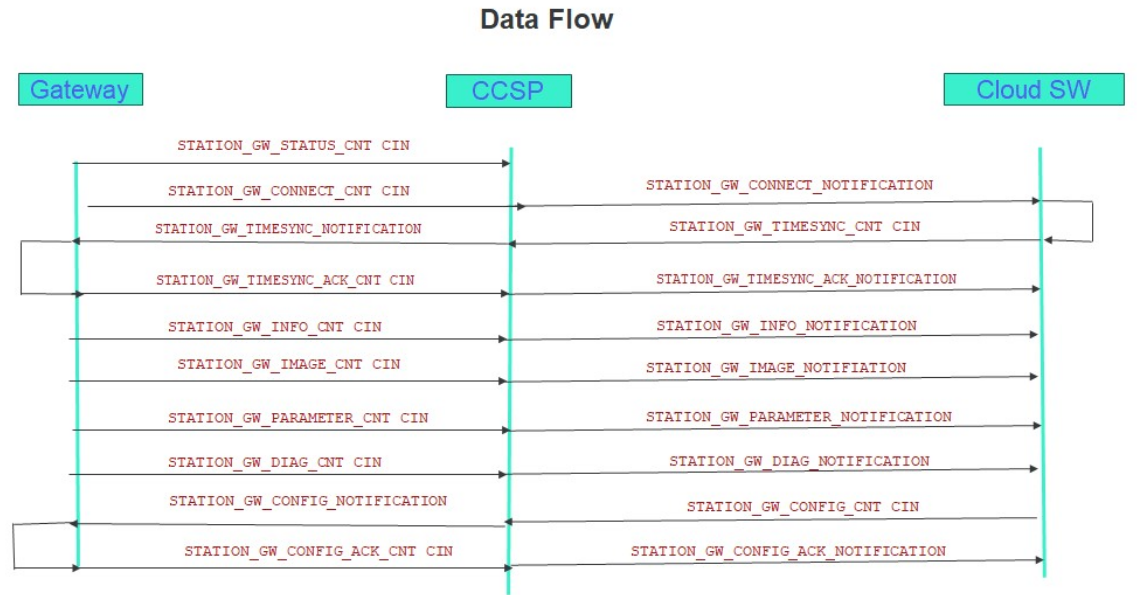 Data Flow
Gateway CCSP Cloud SW
STATION_GW_STATUS_CNT CIN
STATION_GW_CONNECT_CNT CIN STATION_GW_CONNECT_NOTIFICATION
STATION_GW_TIMESYNC_NOTIFICATION STATION_GW_TIMESYNC_CNT CIN
STATION_GW_TIMESYNC_ACK_CNT CIN STATION_GW_TIMESYNC_ACK_NOTIFICATION
STATION_GW_INFO_CNT CIN STATION_GW_INFO_NOTIFICATION
STATION_GW_IMAGE_CNT CIN STATION_GW_IMAGE_NOTIFIATION
STATION_GW_PARAMETER_CNT CIN STATION_GW_PARAMETER_NOTIFICATION
STATION_GW_DIAG_CNT CIN STATION_GW_DIAG_NOTIFICATION
STATION_GW_CONFIG_NOTIFICATION STATION_GW_CONFIG_CNT CIN
STATION_GW_CONFIG_ACK_CNT CIN STATION_GW_CONFIG_ACK_NOTIFICATION